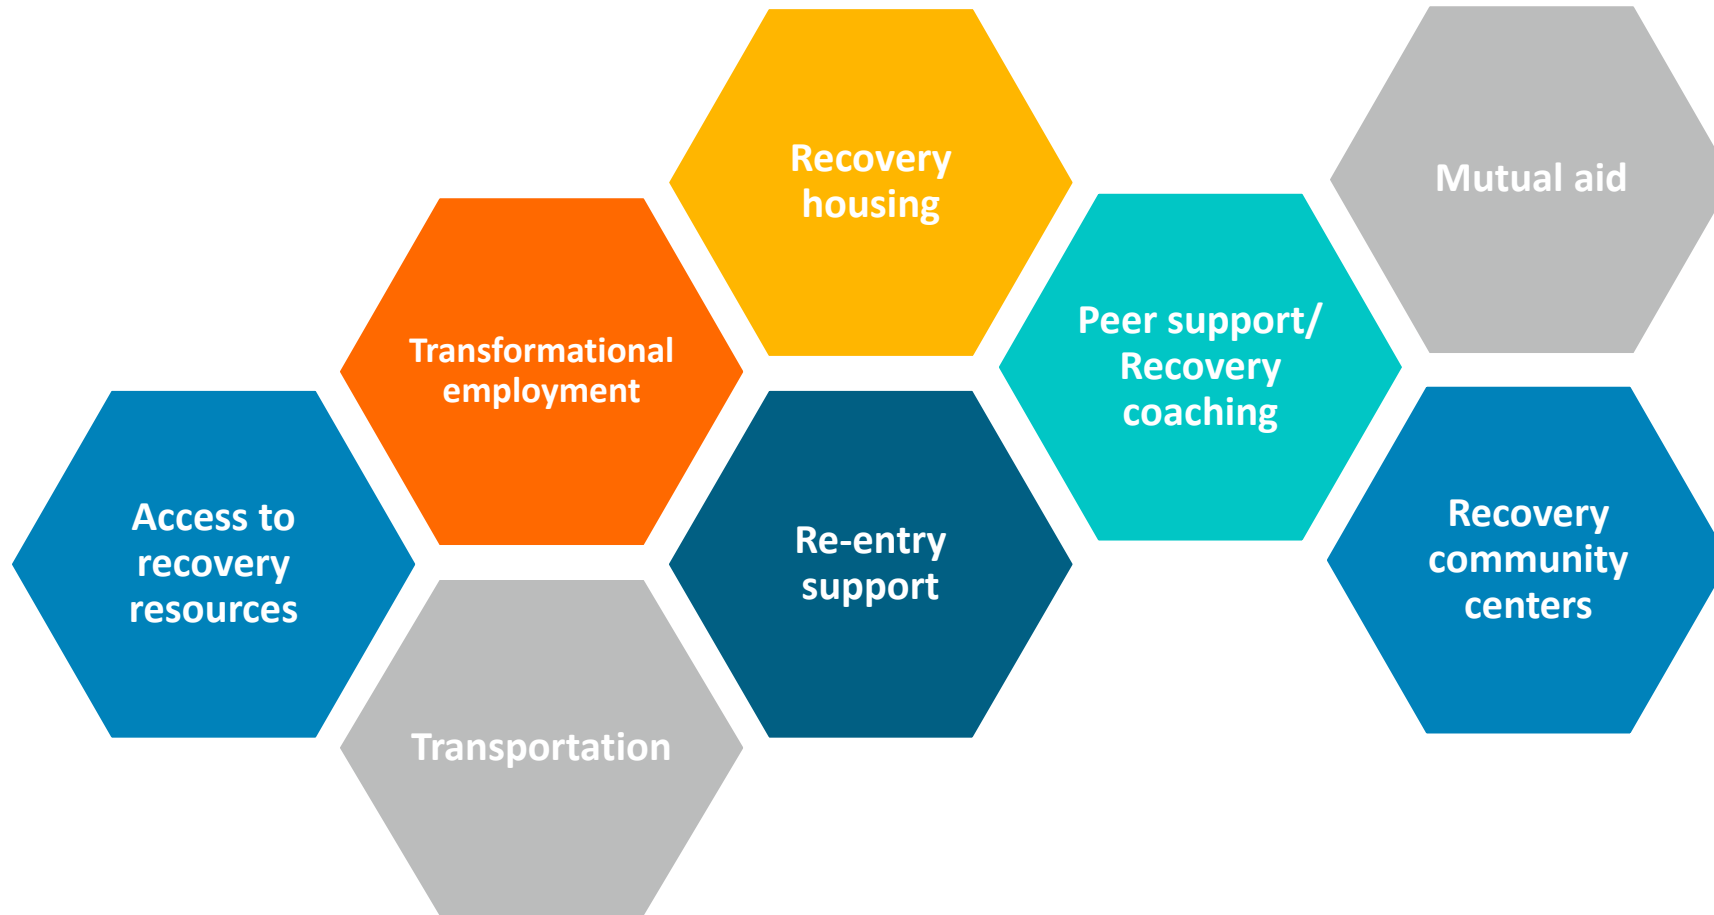 Recovery
housing
Mutual aid
Transformational
employment
Peer support/
Recovery
coaching
Access to
recovery
resources
Re-entry
support
Recovery
community
centers
Transportation